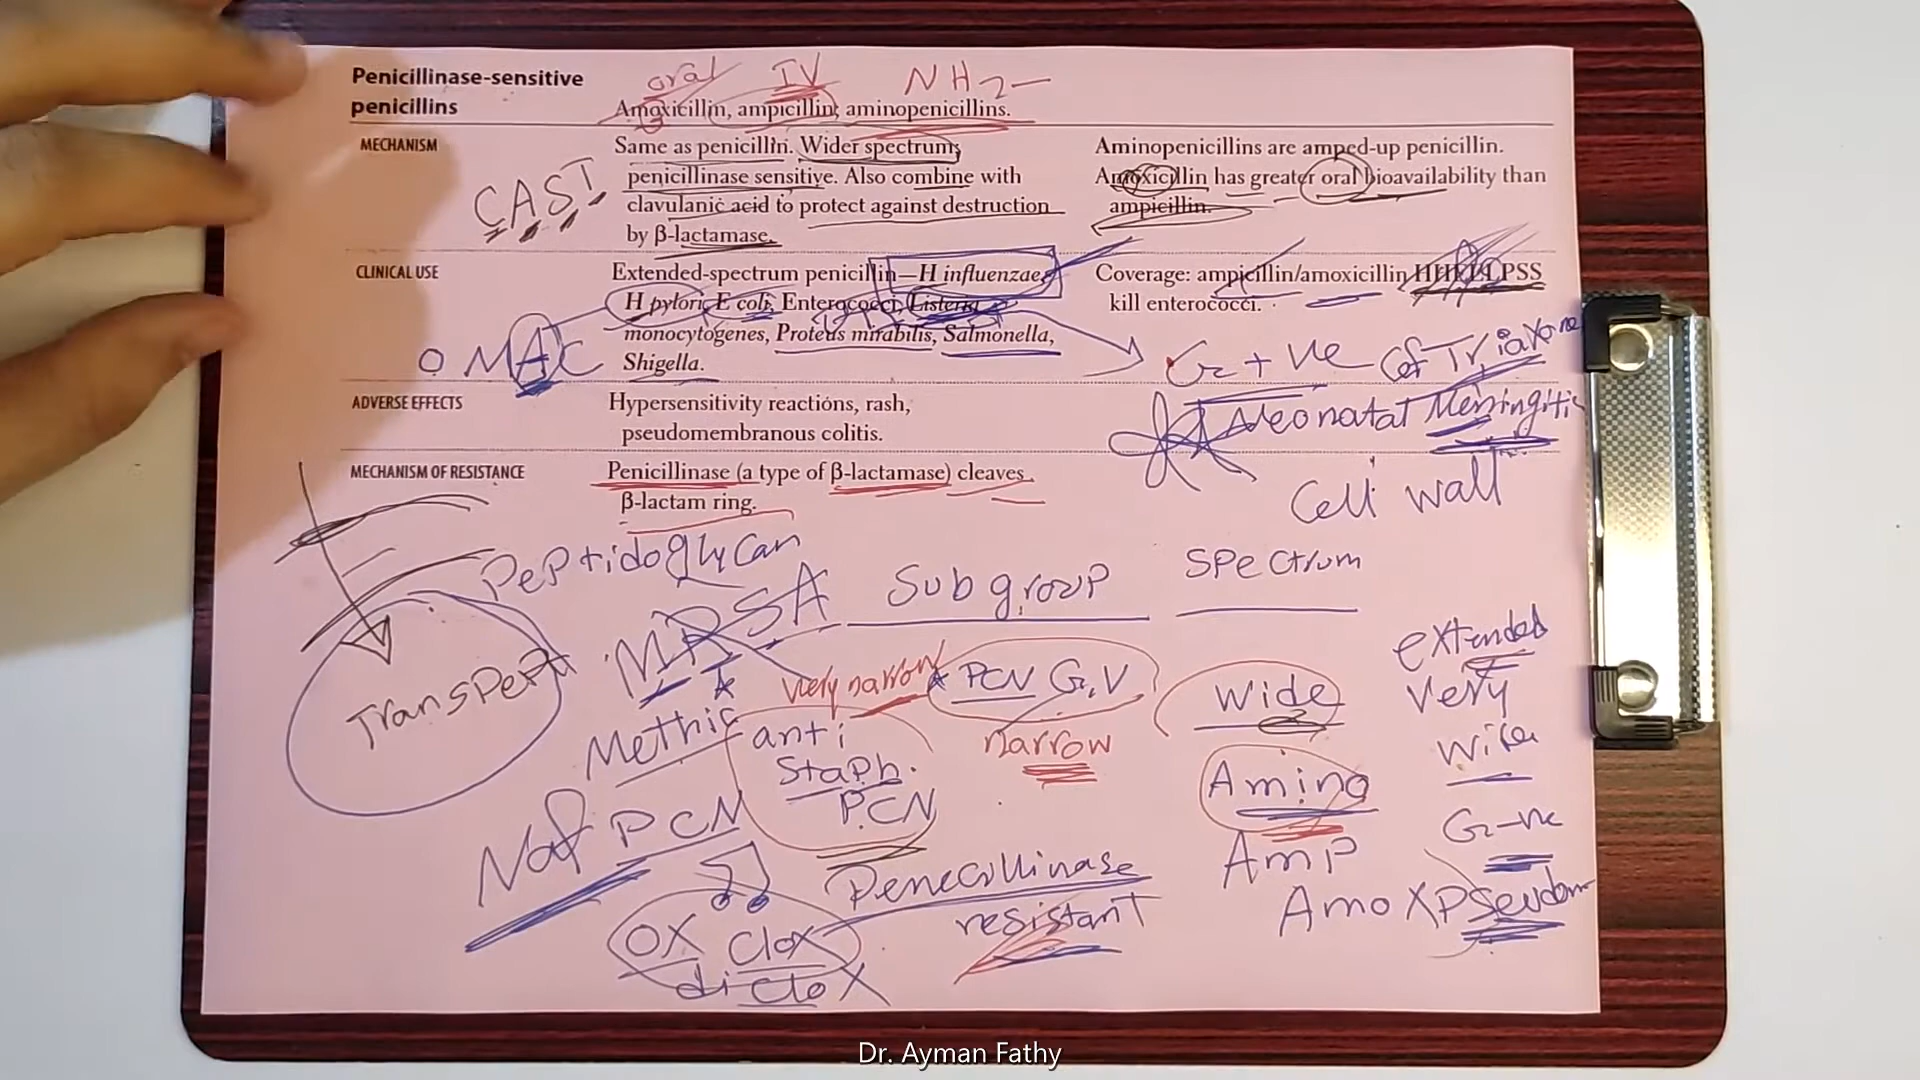 oral IV NH2-
Penicillinase-sensitive
penicillins
Amoxicillin, ampicillin; aminopenicillins.
MECHANISM
Same as penicillin. Wider spectrum;
penicillinase sensitive. Also combine with
clavulanic acid to protect against destruction
by β-lactamase.
CAST
Aminopenicillins are amped-up penicillin.
Amoxicillin has greater oral bioavailability than
ampicillin.
CLINICAL USE
Extended-spectrum penicillin—H influenzae,
H pylori, E coli, Enterococci, Listeria
monocytogenes, Proteus mirabilis, Salmonella,
Shigella.
OMAC
Coverage: ampicillin/amoxicillin HHEELPSS
kill enterococci.
G+ve CefTriaxone
Neonatal Meningitis
ADVERSE EFFECTS
Hypersensitivity reactions, rash,
pseudomembranous colitis.
MECHANISM OF RESISTANCE
Penicillinase (a type of β-lactamase) cleaves
β-lactam ring.
Cell wall
Peptidoglycan
Subgroup
Spectrum
MRSA
TransPept
very narrow
PCN G,V
narrow
Wide
extended
Very
Methic
anti
Staph.
PCN
Amino
Amp
Amox
G-ve
Pseudom
Naf PCN
Penecillinase
resistant
OX Clox
diclox
Dr. Ayman Fathy